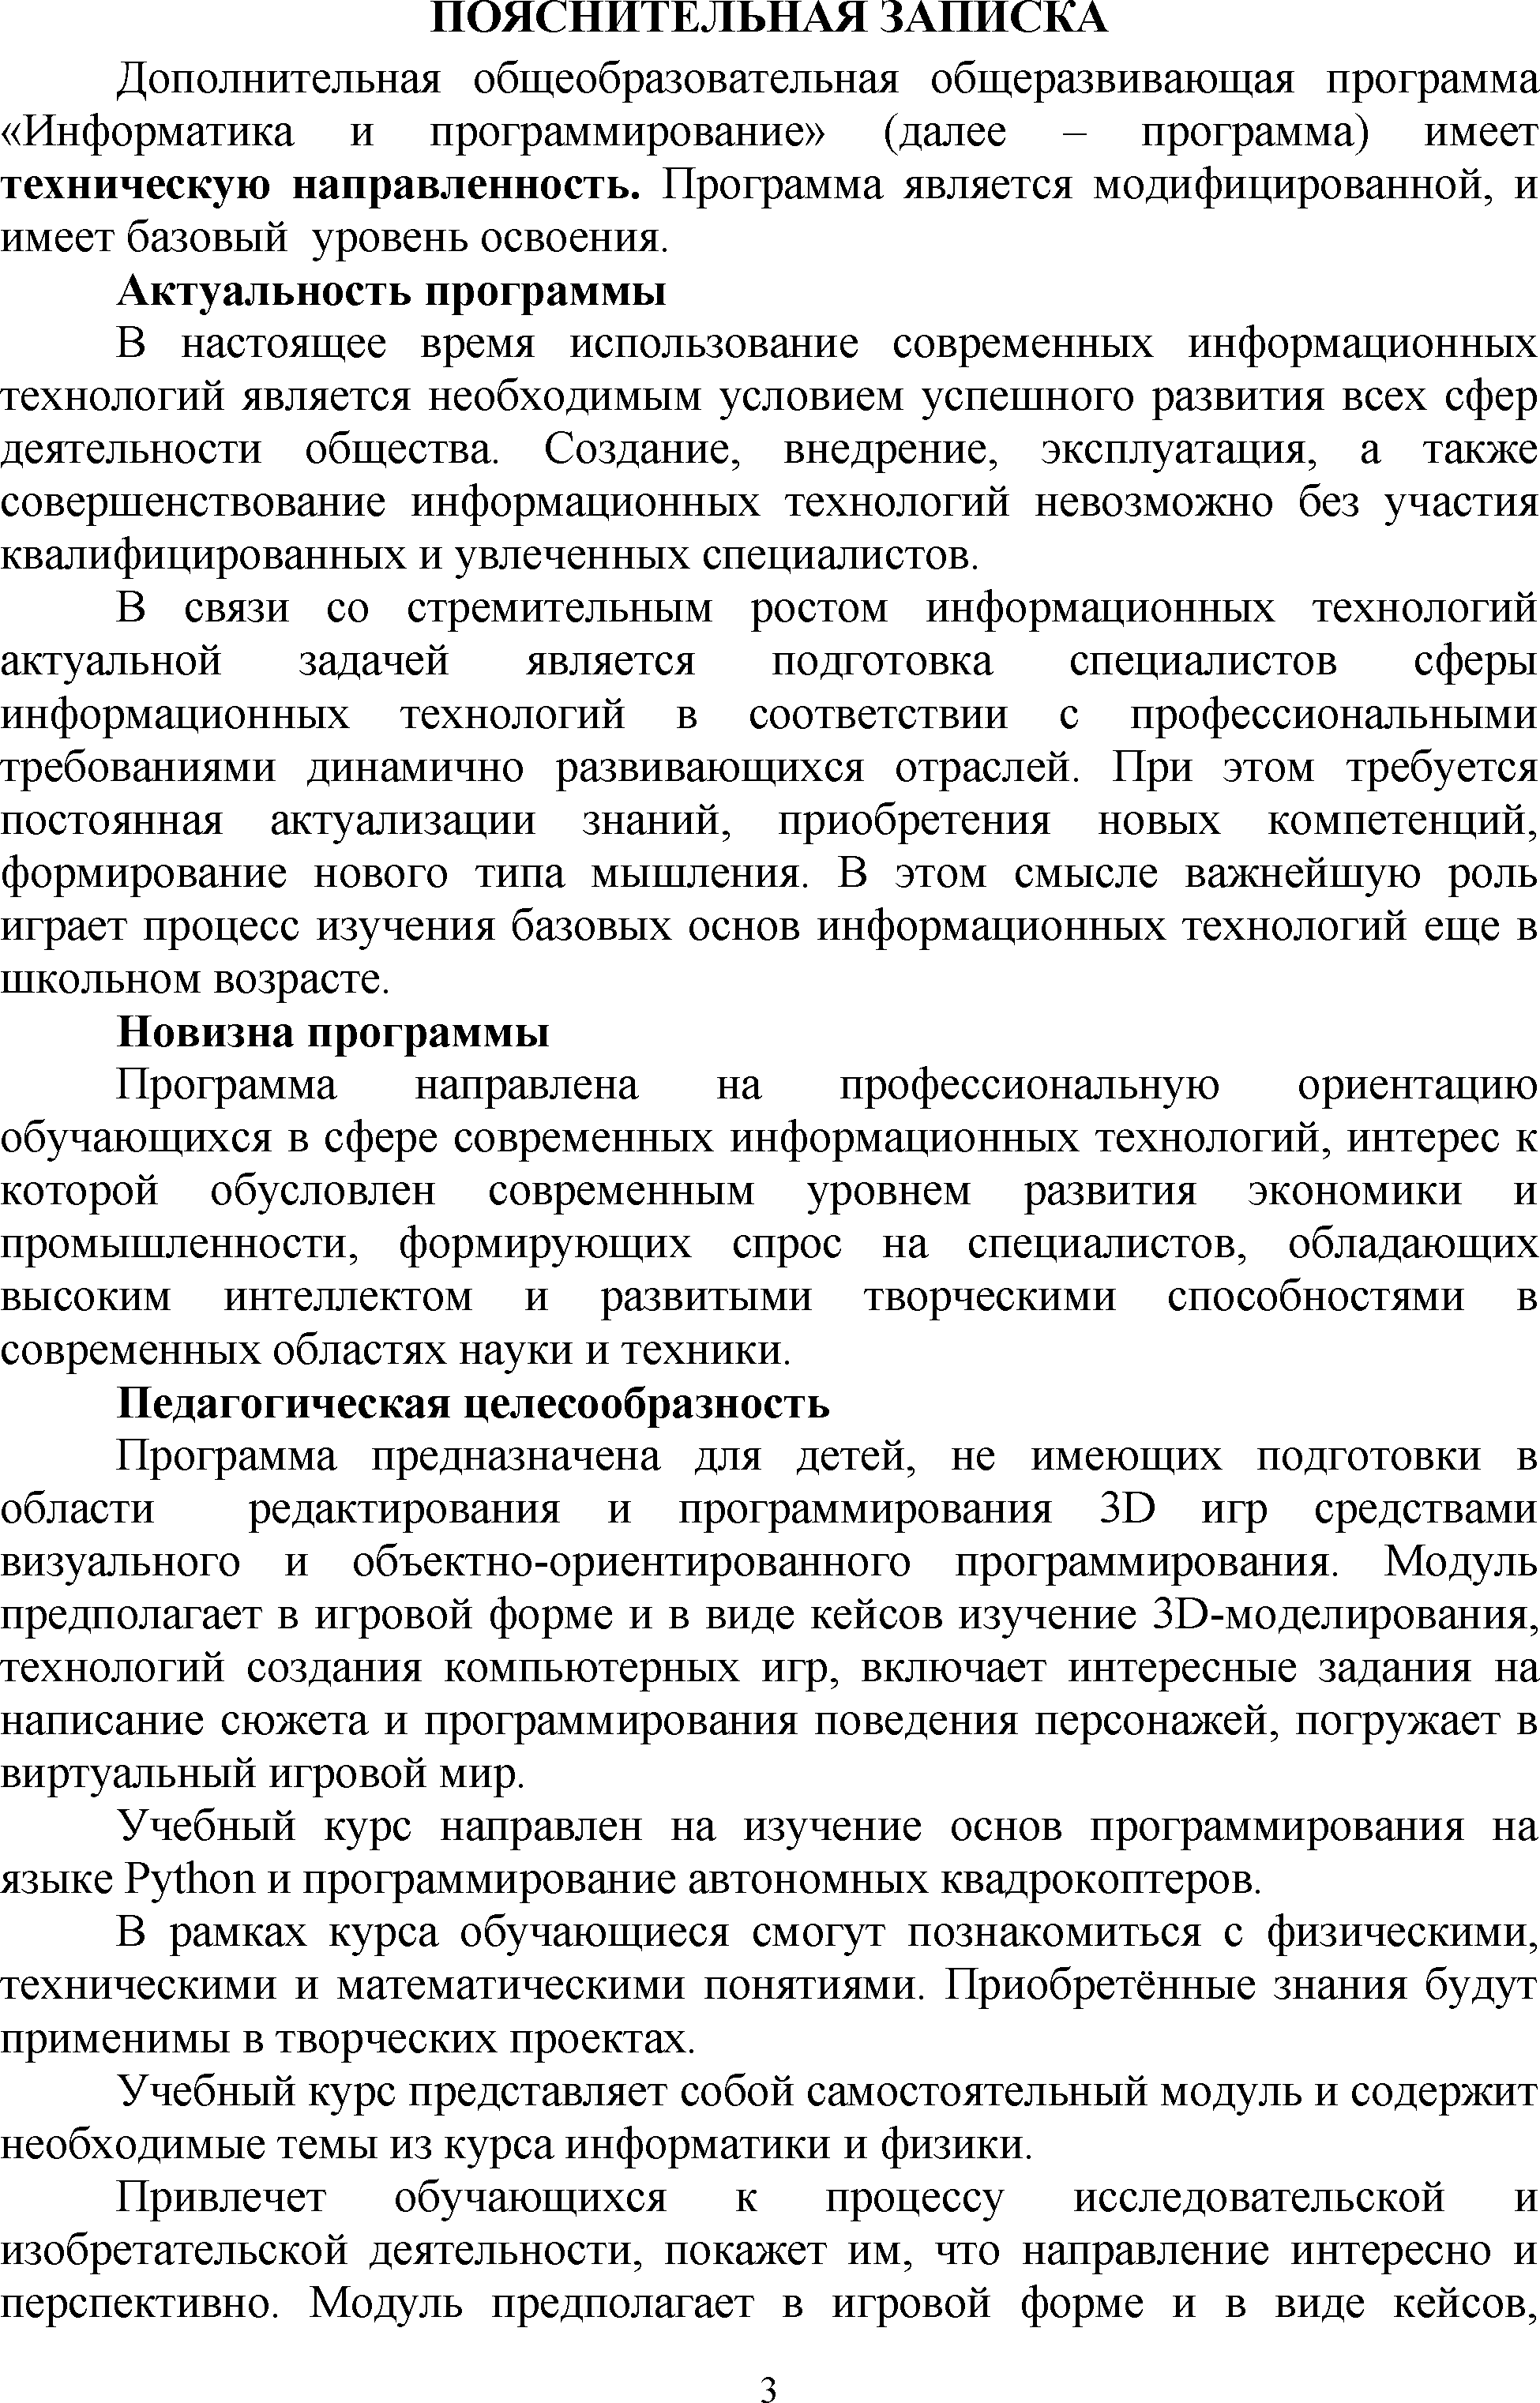 ПОЯСНИТЕЛЬНАЯ ЗАПИСКА
Дополнительная общеобразовательная общеразвивающая программа
«Информатика и программирование» (далее – программа) имеет
техническую направленность. Программа является модифицированной, и
имеет базовый уровень освоения.
Актуальность программы
В настоящее время использование современных информационных
технологий является необходимым условием успешного развития всех сфер
деятельности общества. Создание, внедрение, эксплуатация, а также
совершенствование информационных технологий невозможно без участия
квалифицированных и увлеченных специалистов.
В связи со стремительным ростом информационных технологий
актуальной задачей является подготовка специалистов сферы
информационных технологий в соответствии с профессиональными
требованиями динамично развивающихся отраслей. При этом требуется
постоянная актуализации знаний, приобретения новых компетенций,
формирование нового типа мышления. В этом смысле важнейшую роль
играет процесс изучения базовых основ информационных технологий еще в
школьном возрасте.
Новизна программы
Программа направлена на профессиональную ориентацию
обучающихся в сфере современных информационных технологий, интерес к
которой обусловлен современным уровнем развития экономики и
промышленности, формирующих спрос на специалистов, обладающих
высоким интеллектом и развитыми творческими способностями в
современных областях науки и техники.
Педагогическая целесообразность
Программа предназначена для детей, не имеющих подготовки в
области редактирования и программирования 3D игр средствами
визуального и объектно-ориентированного программирования. Модуль
предполагает в игровой форме и в виде кейсов изучение 3D-моделирования,
технологий создания компьютерных игр, включает интересные задания на
написание сюжета и программирования поведения персонажей, погружает в
виртуальный игровой мир.
Учебный курс направлен на изучение основ программирования на
языке Python и программирование автономных квадрокоптеров.
В рамках курса обучающиеся смогут познакомиться с физическими,
техническими и математическими понятиями. Приобретённые знания будут
применимы в творческих проектах.
Учебный курс представляет собой самостоятельный модуль и содержит
необходимые темы из курса информатики и физики.
Привлечет обучающихся к процессу исследовательской и
изобретательской деятельности, покажет им, что направление интересно и
перспективно. Модуль предполагает в игровой форме и в виде кейсов,
3